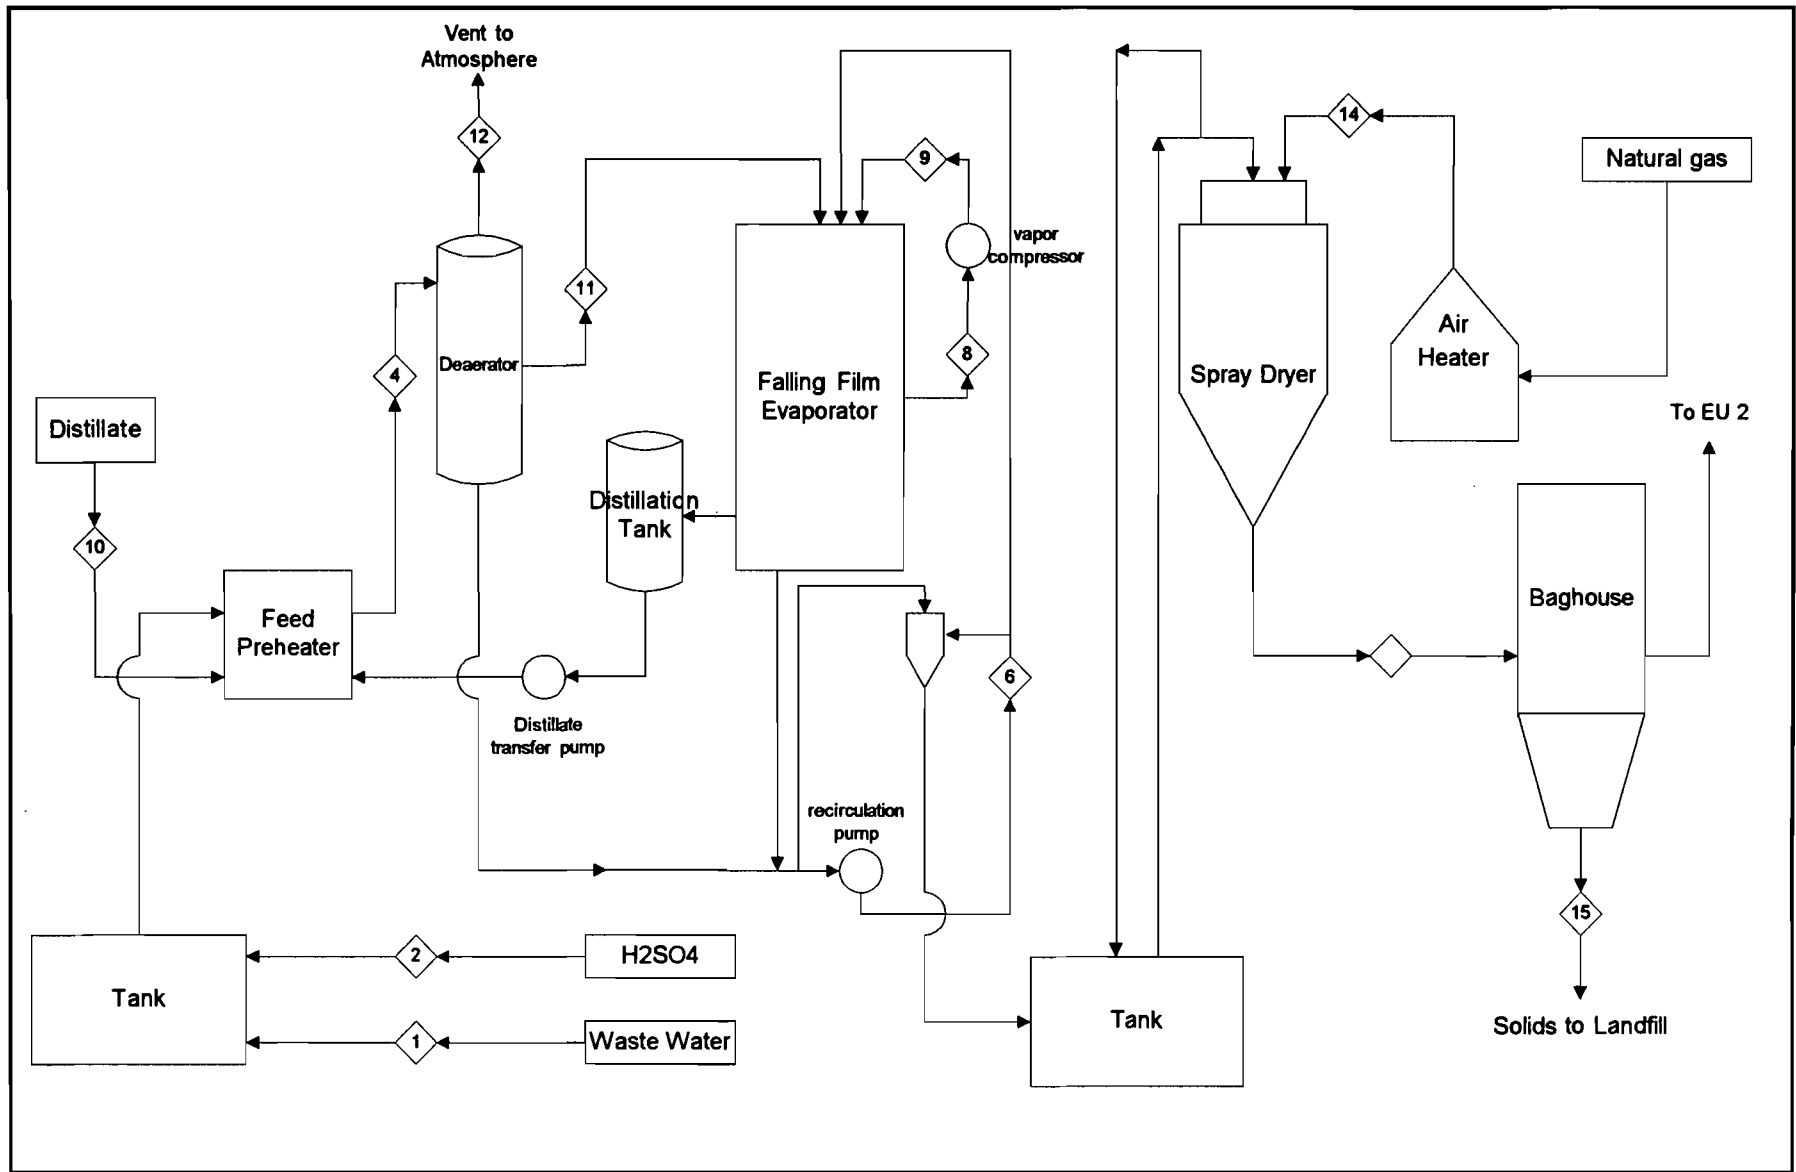 Vent to
Atmosphere
12
14
Natural gas
9
vapor
compressor
11
Air
Heater
8
Deaerator
4
Spray Dryer
Falling Film
Evaporator
To EU 2
Distillate
Distillation
Tank
10
Baghouse
Feed
Preheater
6
Distillate
transfer pump
recirculation
pump
15
2
H2SO4
Tank
Tank
Solids to Landfill
1
Waste Water